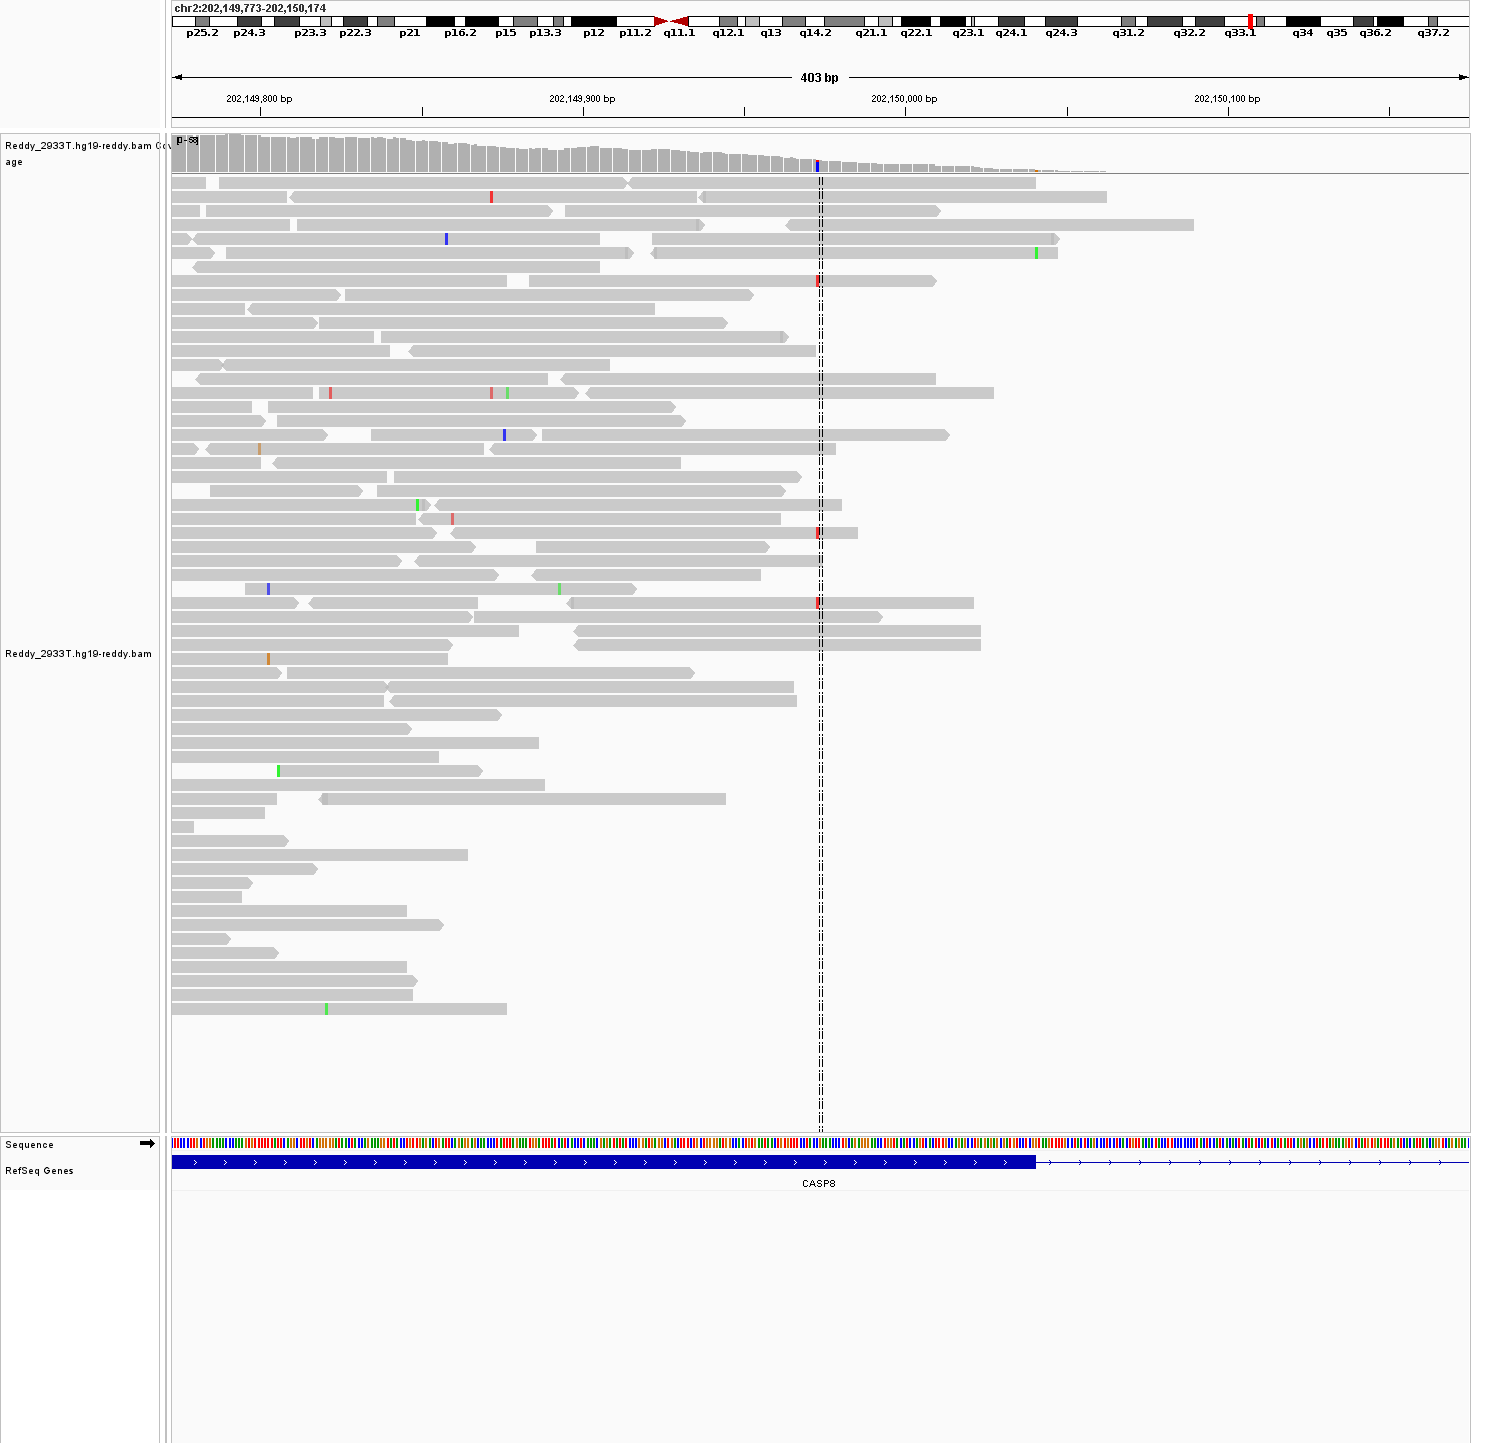 chr2:202,149,773-202,150,174
p25.2 p24.3 p23.3 p22.3 p21 p16.2 p15 p13.3 p12 p11.2 q11.1 q12.1 q13 q14.2 q21.1 q22.1 q23.1 q24.1 q24.3 q31.2 q32.2 q33.1 q34 q35 q36.2 q37.2
403 bp
202,149,800 bp 202,149,900 bp 202,150,000 bp 202,150,100 bp
Reddy_2933T.hg19-reddy.bam Cov
age
Reddy_2933T.hg19-reddy.bam
Sequence
RefSeq Genes
CASP8